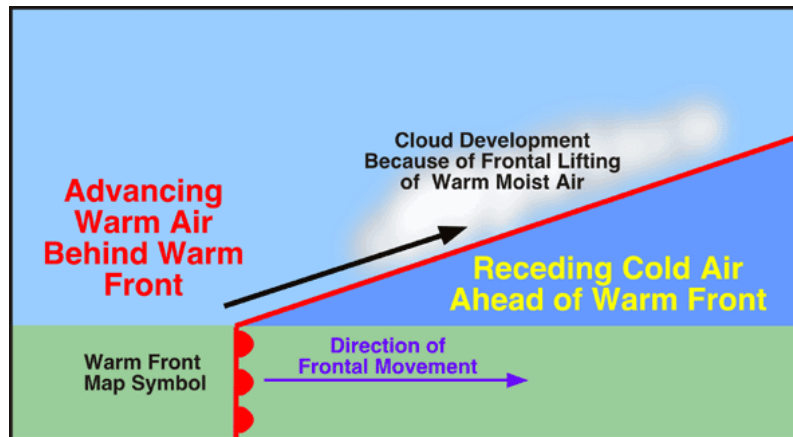 Cloud Development
Because of Frontal Lifting
of Warm Moist Air
Advancing
Warm Air
Behind Warm
Front
Receding Cold Air
Ahead of Warm Front
Warm Front
Map Symbol
Direction of
Frontal Movement